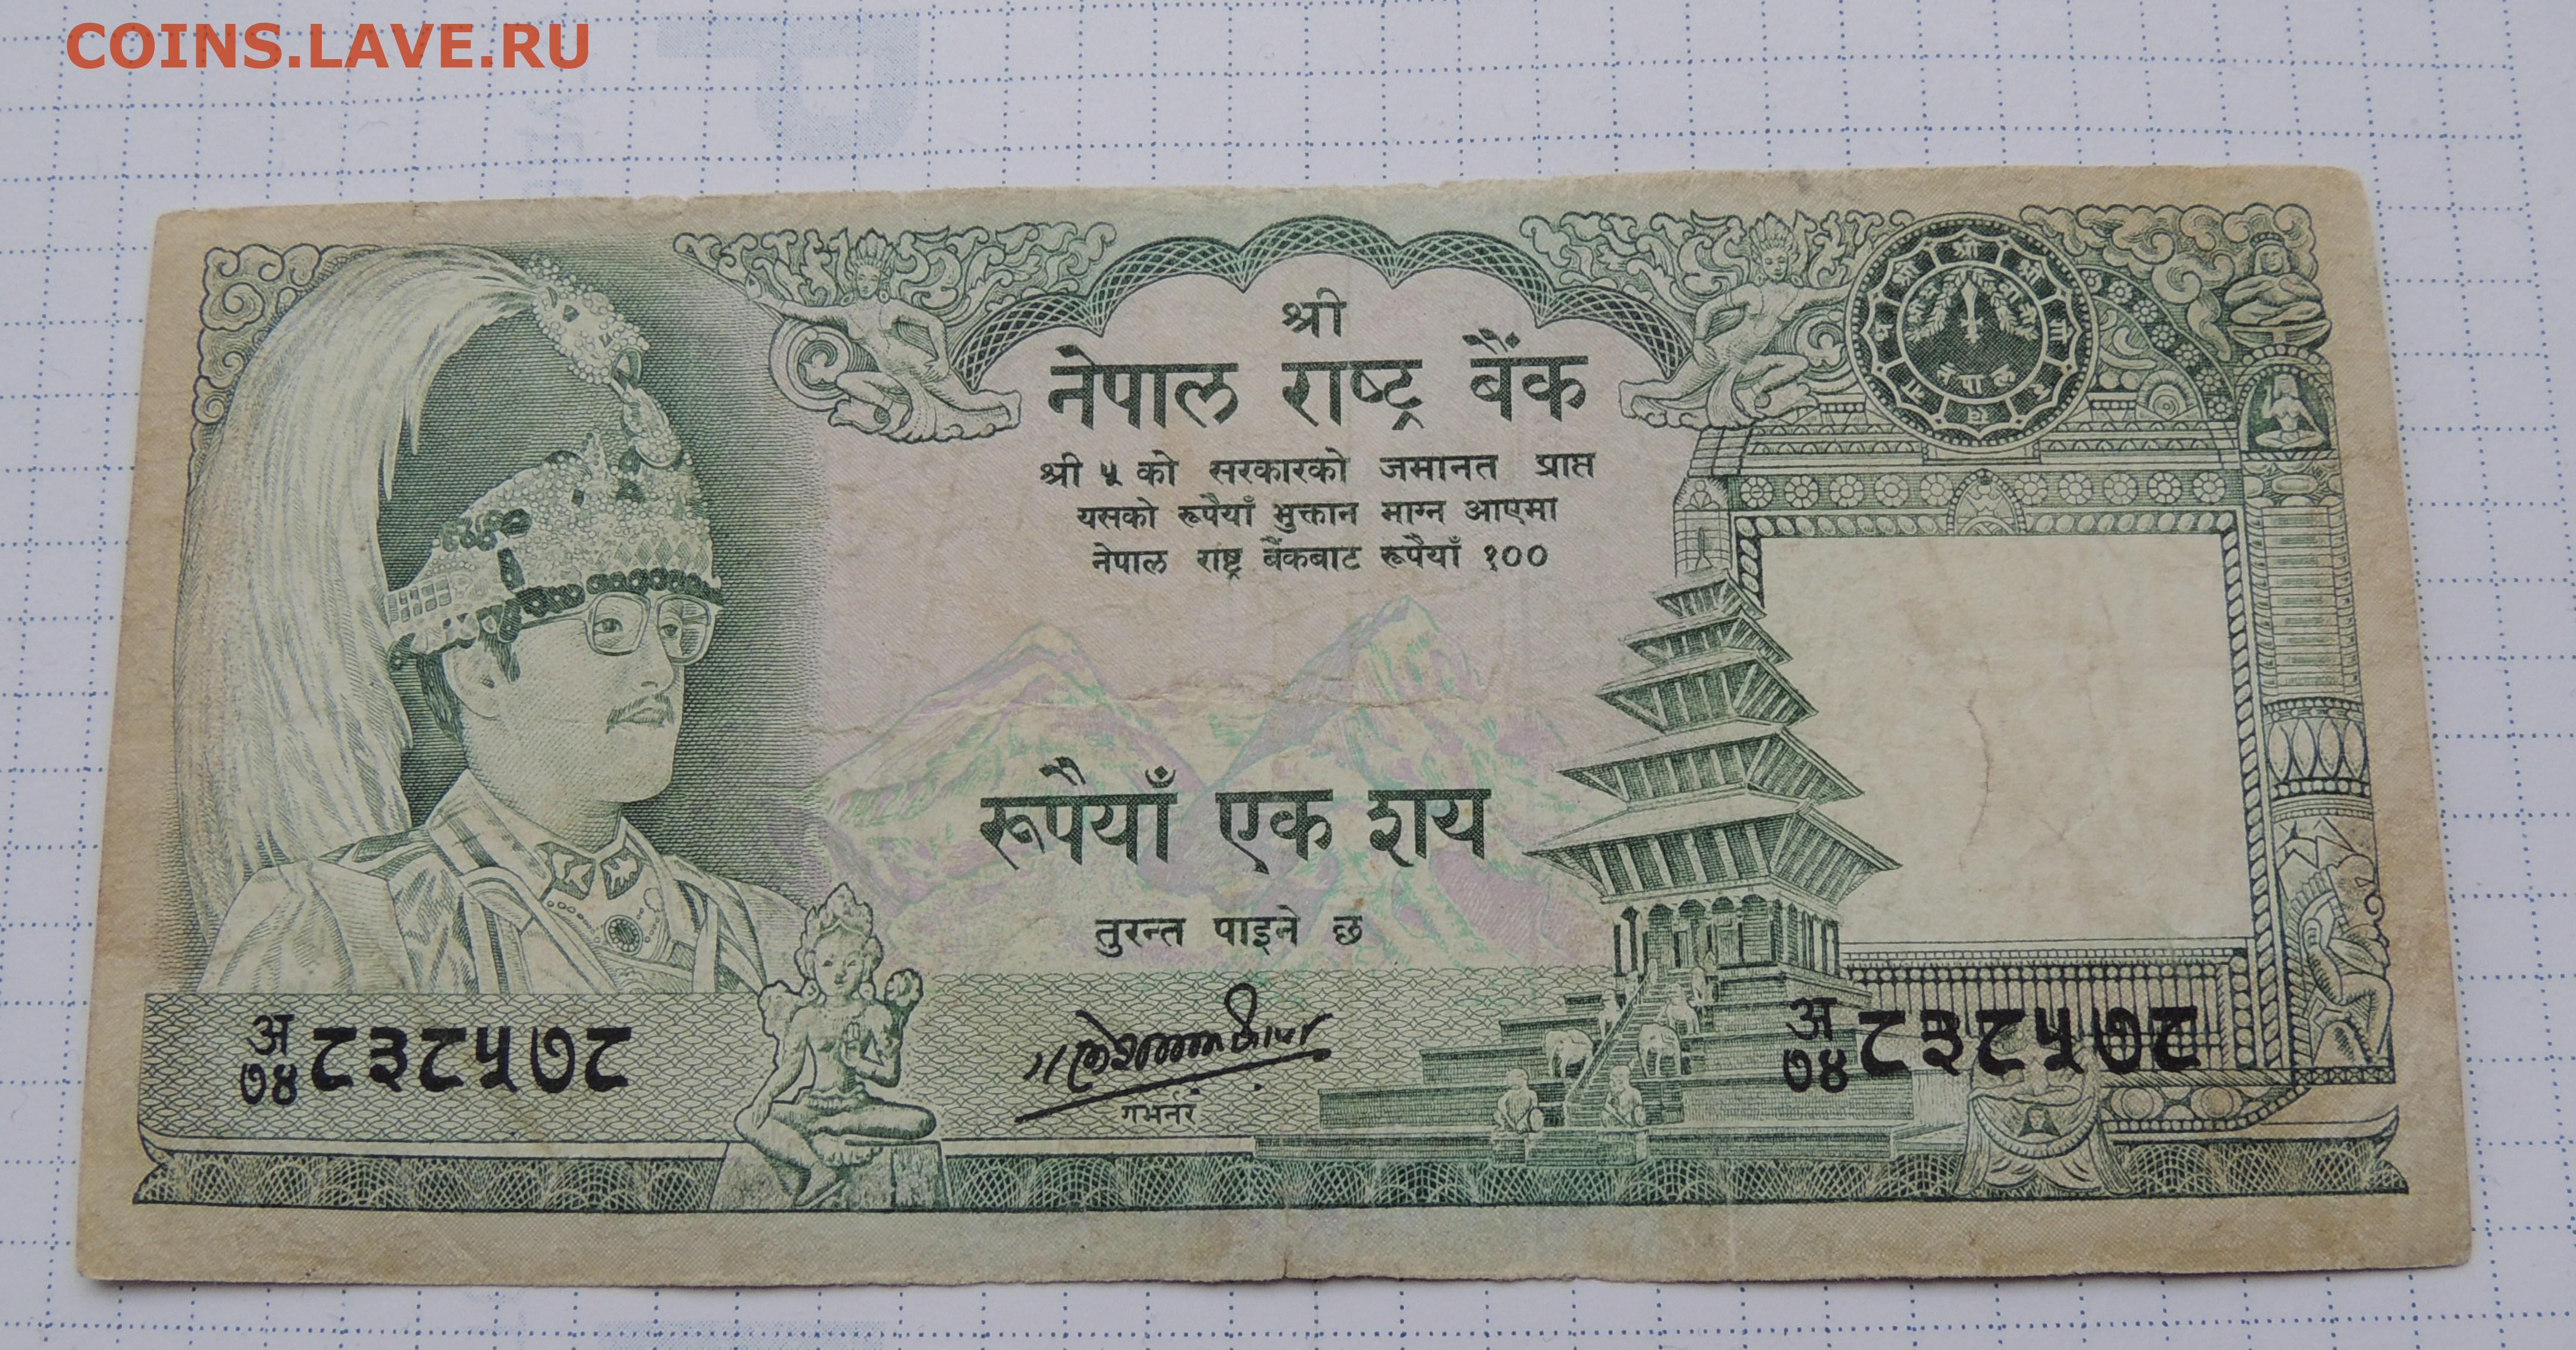 COINS.LAVE.RU
श्री
नेपाल राष्ट्र बैंक
श्री ५ को सरकारको जमानत प्राप्त
यसको रूपैयाँ भुक्तान माग्न आएमा
नेपाल राष्ट्र बैंकबाट रूपैयाँ १००
रूपैयाँ एक शय
तुरन्त पाइने छ
गभर्नर
अ
७४ ८३८५७८
अ
७४ ८३८५७८
नेपाल